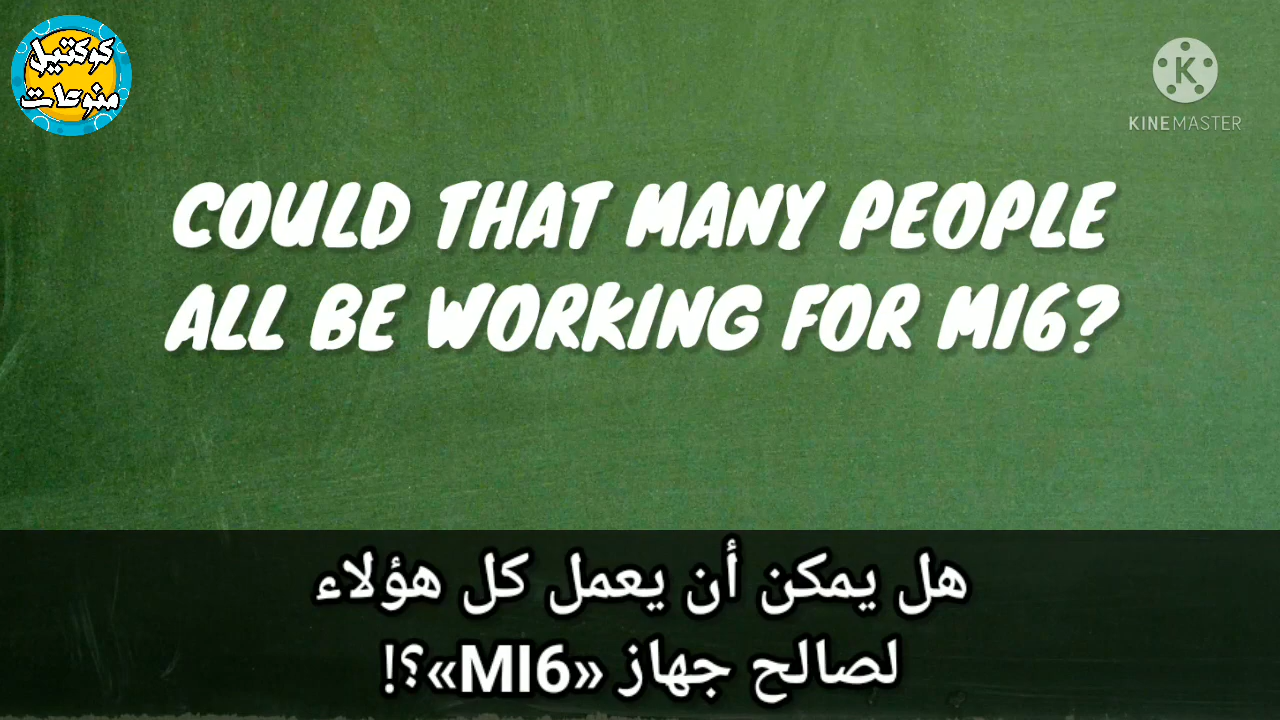 كوكتيل
منوعات
K
KINEMASTER
COULD THAT MANY PEOPLE
ALL BE WORKING FOR MI6?
هل يمكن أن يعمل كل هؤلاء
لصالح جهاز «MI6»؟!